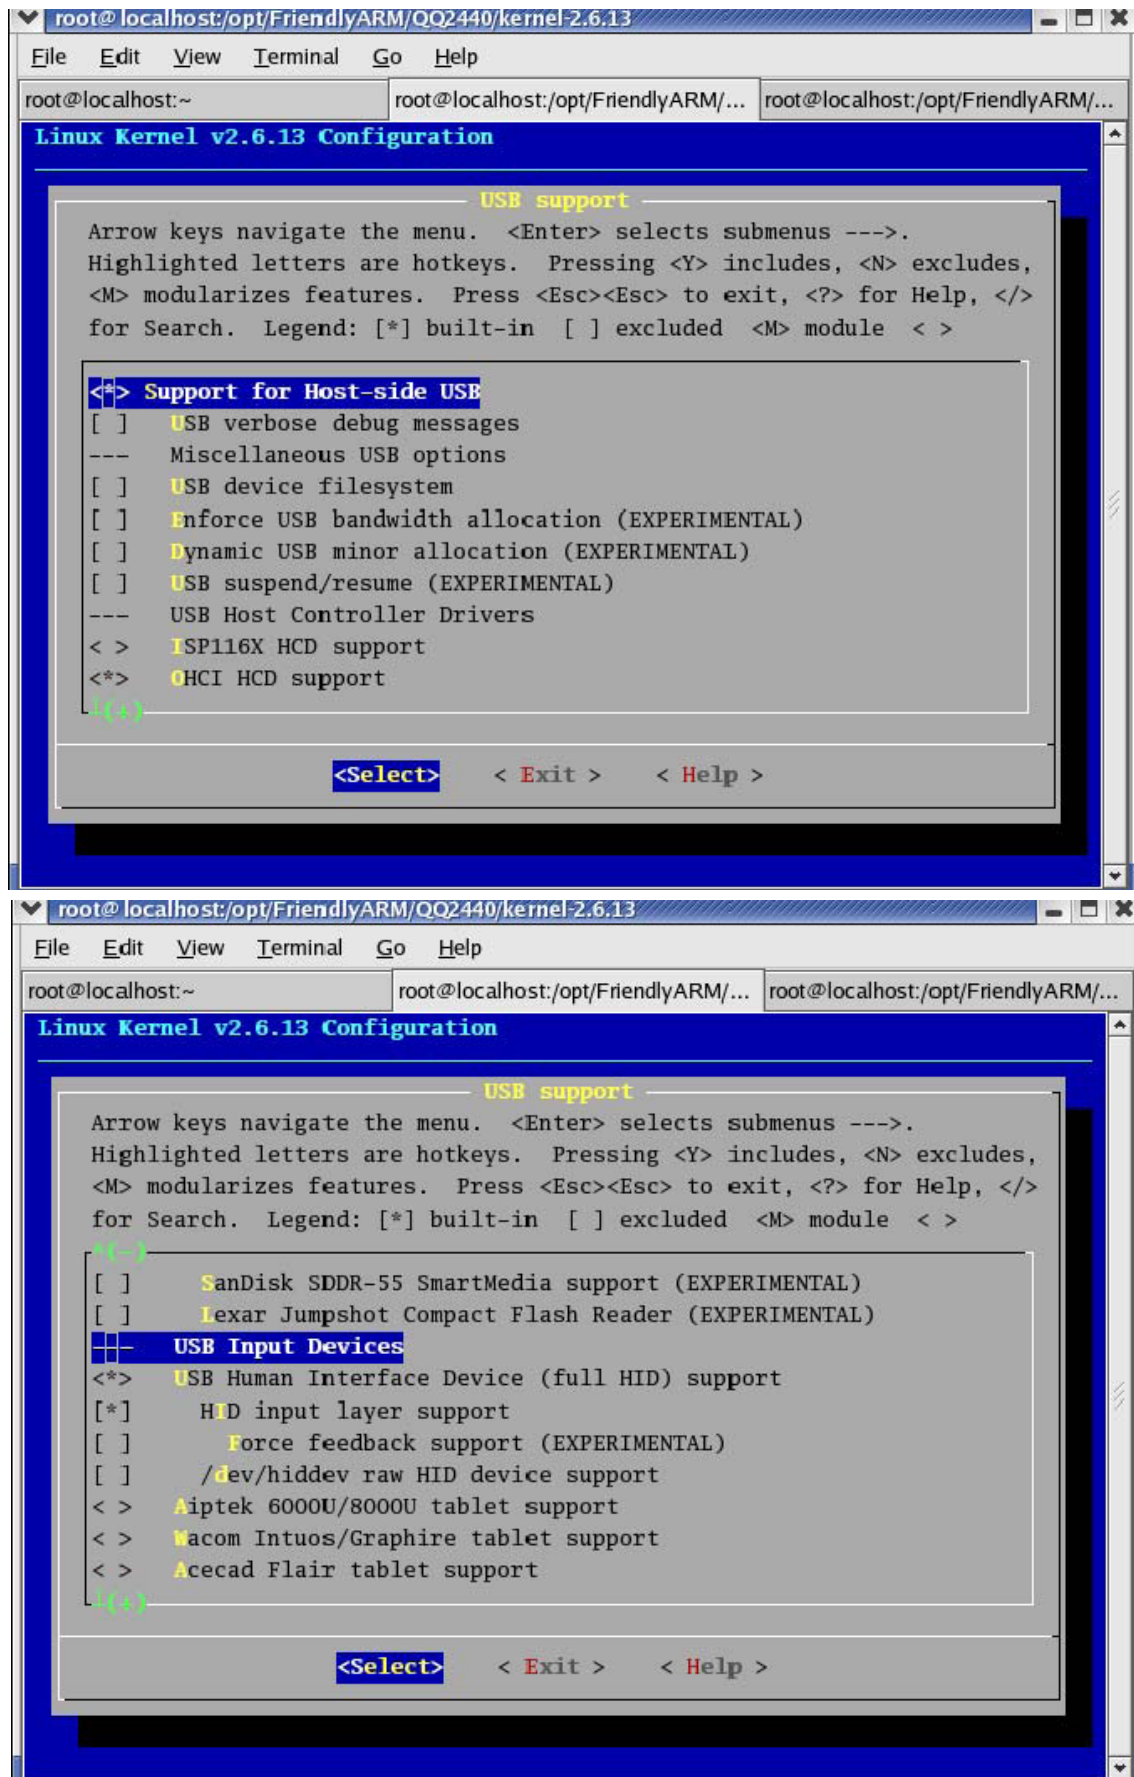 root@localhost:/opt/FriendlyARM/QQ2440/kernel-2.6.13
File Edit View Terminal Go Help
root@localhost:~ root@localhost:/opt/FriendlyARM/... root@localhost:/opt/FriendlyARM/...
Linux Kernel v2.6.13 Configuration
USB support
Arrow keys navigate the menu. <Enter> selects submenus --->.
Highlighted letters are hotkeys. Pressing <Y> includes, <N> excludes,
<M> modularizes features. Press <Esc><Esc> to exit, <?> for Help, </>
for Search. Legend: [*] built-in [ ] excluded <M> module < >
<*> Support for Host-side USB
[ ] USB verbose debug messages
--- Miscellaneous USB options
[ ] USB device filesystem
[ ] Enforce USB bandwidth allocation (EXPERIMENTAL)
[ ] Dynamic USB minor allocation (EXPERIMENTAL)
[ ] USB suspend/resume (EXPERIMENTAL)
--- USB Host Controller Drivers
< > ISP116X HCD support
<*> OHCI HCD support
(+)
<Select> < Exit > < Help >
root@localhost:/opt/FriendlyARM/QQ2440/kernel-2.6.13
File Edit View Terminal Go Help
root@localhost:~ root@localhost:/opt/FriendlyARM/... root@localhost:/opt/FriendlyARM/...
Linux Kernel v2.6.13 Configuration
USB support
Arrow keys navigate the menu. <Enter> selects submenus --->.
Highlighted letters are hotkeys. Pressing <Y> includes, <N> excludes,
<M> modularizes features. Press <Esc><Esc> to exit, <?> for Help, </>
for Search. Legend: [*] built-in [ ] excluded <M> module < >
^(-)
[ ] SanDisk SDDR-55 SmartMedia support (EXPERIMENTAL)
[ ] Lexar Jumpshot Compact Flash Reader (EXPERIMENTAL)
--- USB Input Devices
<*> USB Human Interface Device (full HID) support
[*] HID input layer support
[ ] Force feedback support (EXPERIMENTAL)
[ ] /dev/hiddev raw HID device support
< > Aiptek 6000U/8000U tablet support
< > Wacom Intuos/Graphire tablet support
< > Acecad Flair tablet support
(+)
<Select> < Exit > < Help >